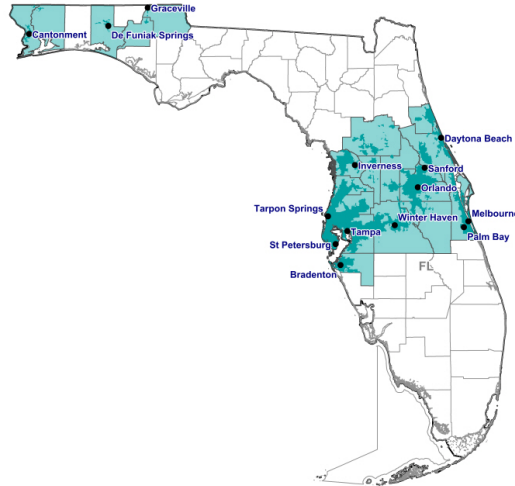 Graceville
Cantonment
De Funiak Springs
Daytona Beach
Inverness
Sanford
Orlando
Tarpon Springs
Winter Haven
Melbourne
Tampa
Palm Bay
St Petersburg
FL
Bradenton